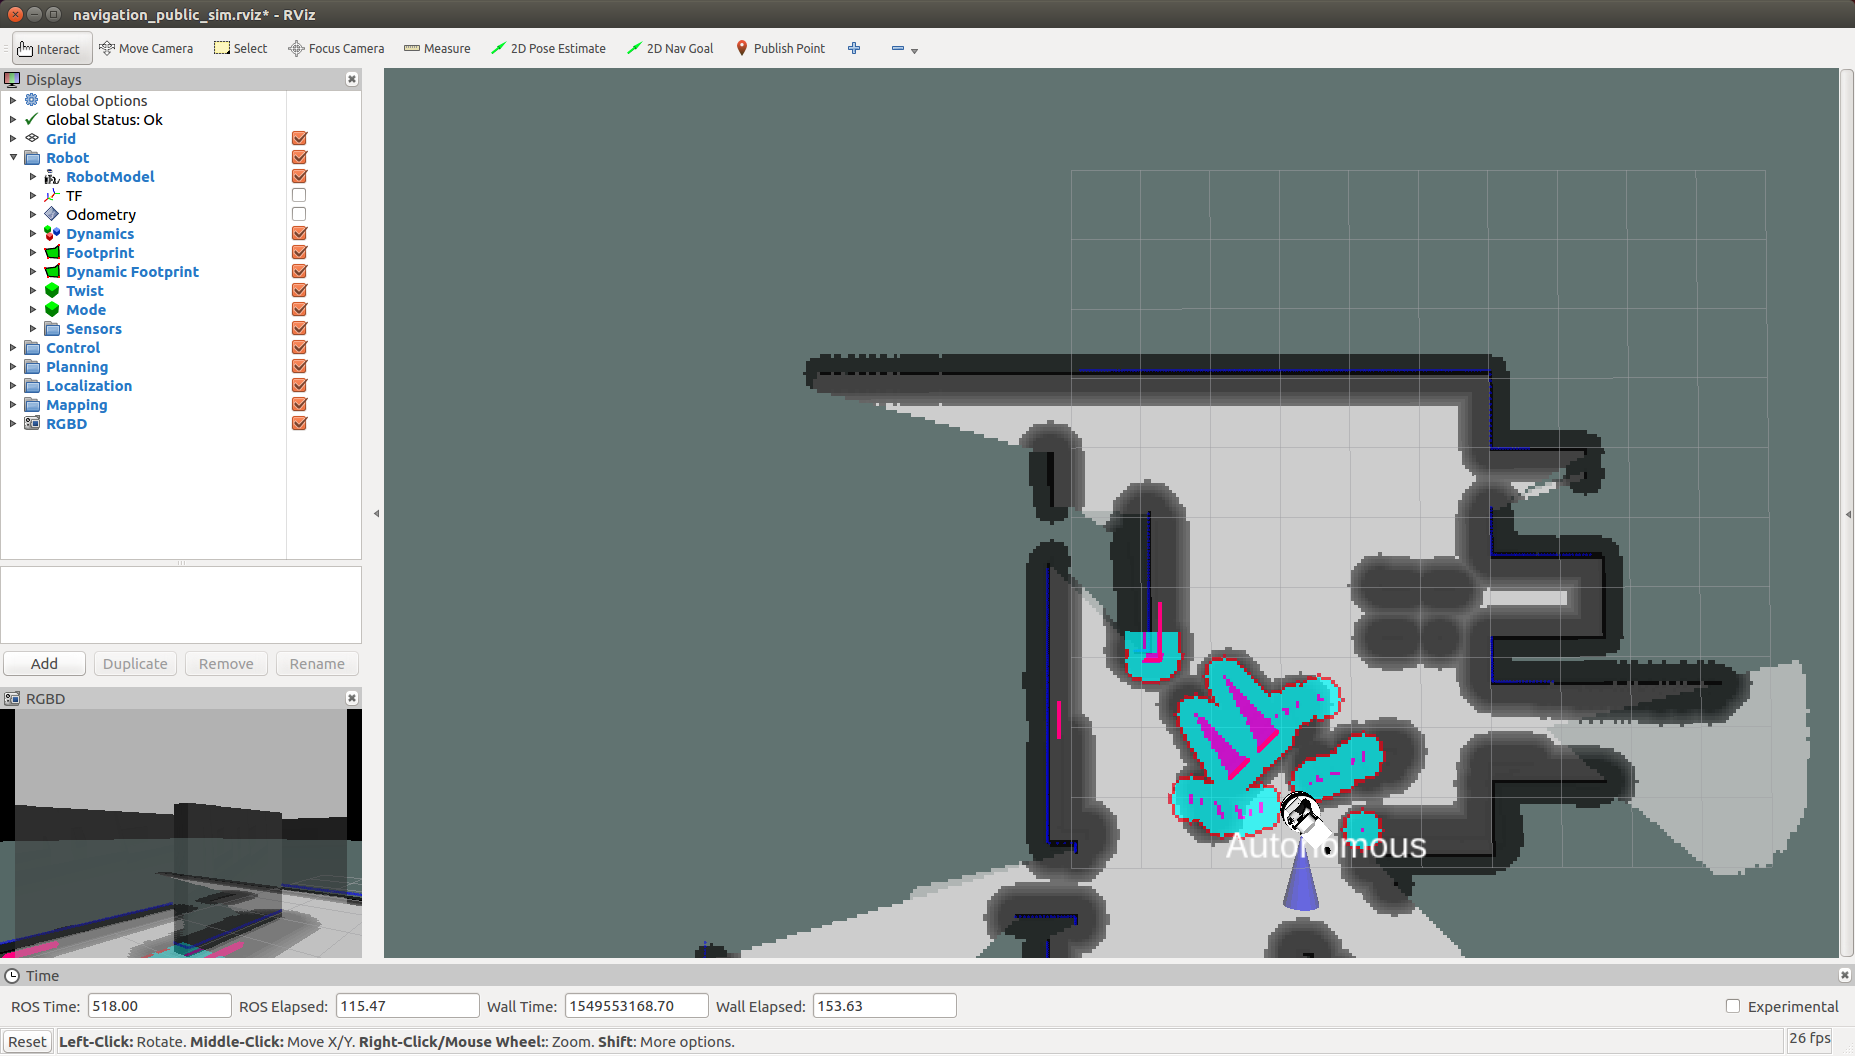 navigation_public_sim.rviz* - RViz
Interact Move Camera Select Focus Camera Measure 2D Pose Estimate 2D Nav Goal Publish Point
Displays
Global Options
Global Status: Ok
Grid
Robot
RobotModel
TF
Odometry
Dynamics
Footprint
Dynamic Footprint
Twist
Mode
Sensors
Control
Planning
Localization
Mapping
RGBD
Add Duplicate Remove Rename
RGBD
Autonomous
Time
ROS Time: 518.00 ROS Elapsed: 115.47 Wall Time: 1549553168.70 Wall Elapsed: 153.63 Experimental
Reset Left-Click: Rotate. Middle-Click: Move X/Y. Right-Click/Mouse Wheel:: Zoom. Shift: More options. 26 fps